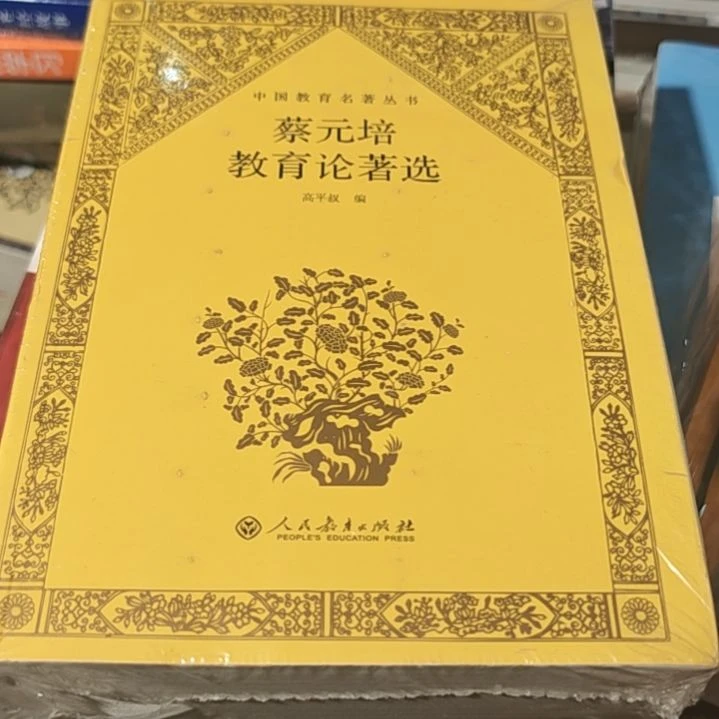 中国教育名著丛书
蔡元培
教育论著选
高平叔 编
人民教育出版社
PEOPLE'S EDUCATION PRESS